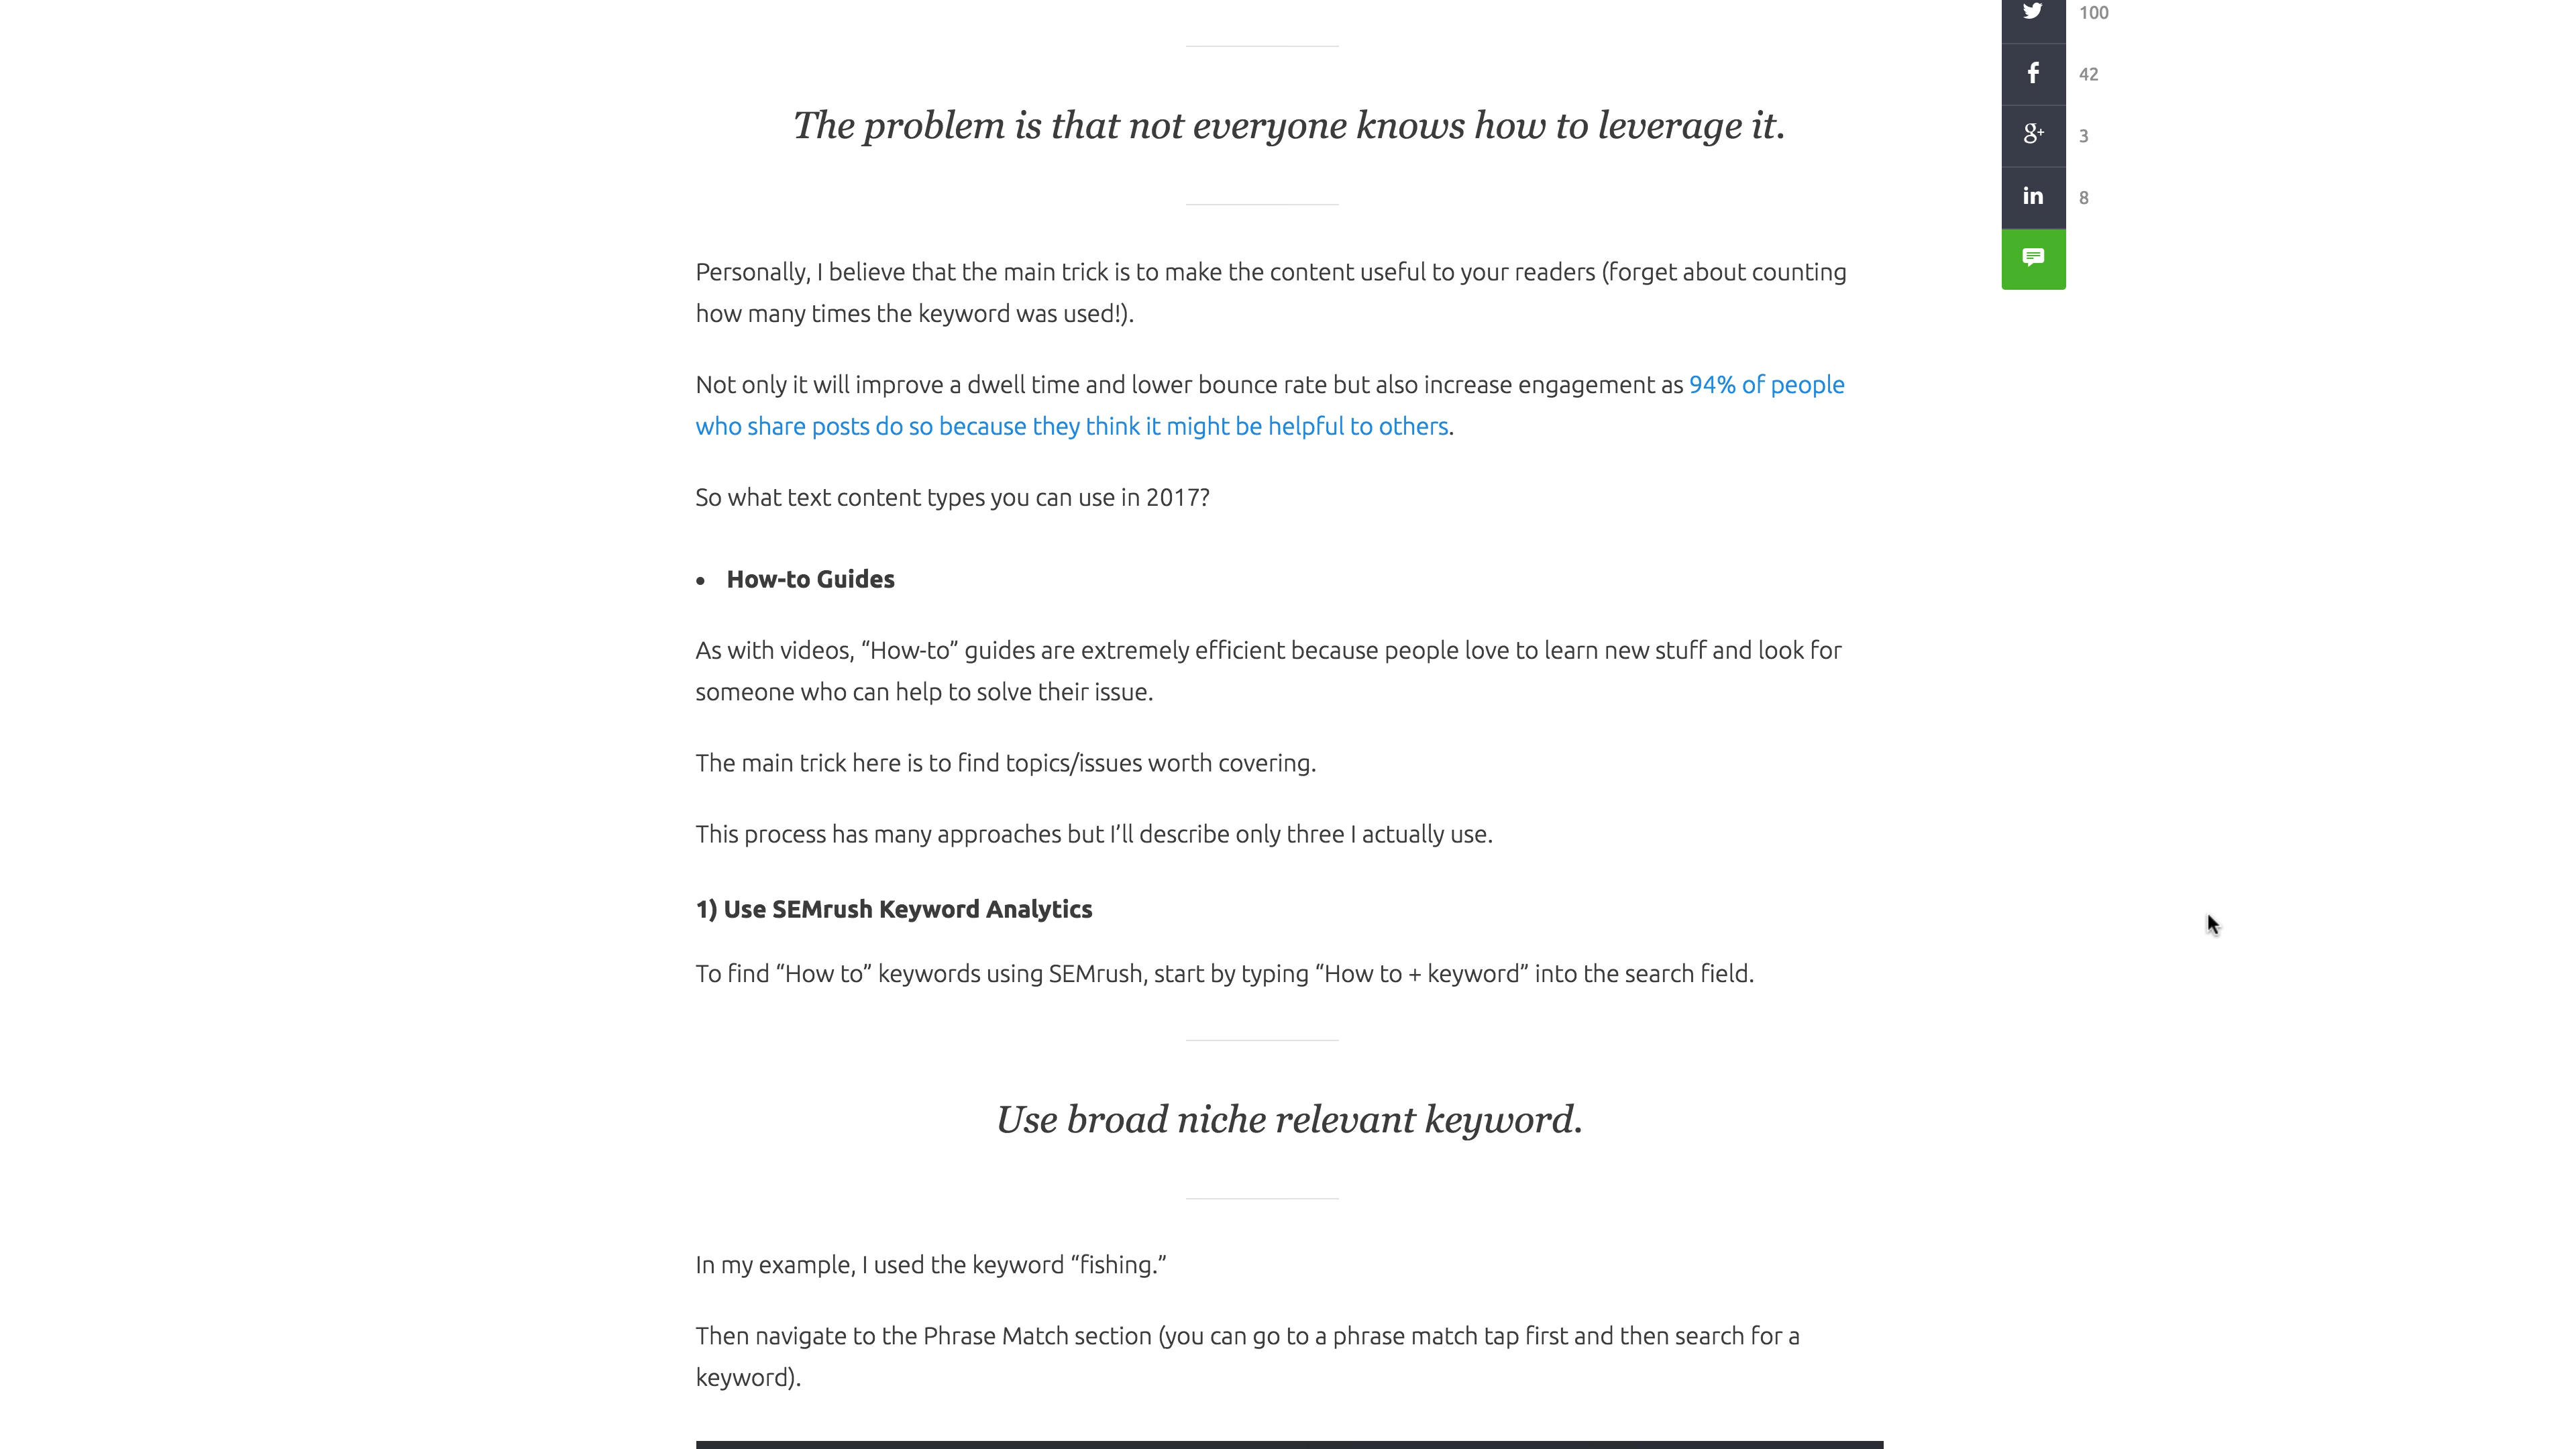 100
42
3
8
The problem is that not everyone knows how to leverage it.
Personally, I believe that the main trick is to make the content useful to your readers (forget about counting
how many times the keyword was used!).
Not only it will improve a dwell time and lower bounce rate but also increase engagement as 94% of people
who share posts do so because they think it might be helpful to others.
So what text content types you can use in 2017?
• How-to Guides
As with videos, “How-to” guides are extremely efficient because people love to learn new stuff and look for
someone who can help to solve their issue.
The main trick here is to find topics/issues worth covering.
This process has many approaches but I’ll describe only three I actually use.
1) Use SEMrush Keyword Analytics
To find “How to” keywords using SEMrush, start by typing “How to + keyword” into the search field.
Use broad niche relevant keyword.
In my example, I used the keyword “fishing.”
Then navigate to the Phrase Match section (you can go to a phrase match tap first and then search for a
keyword).